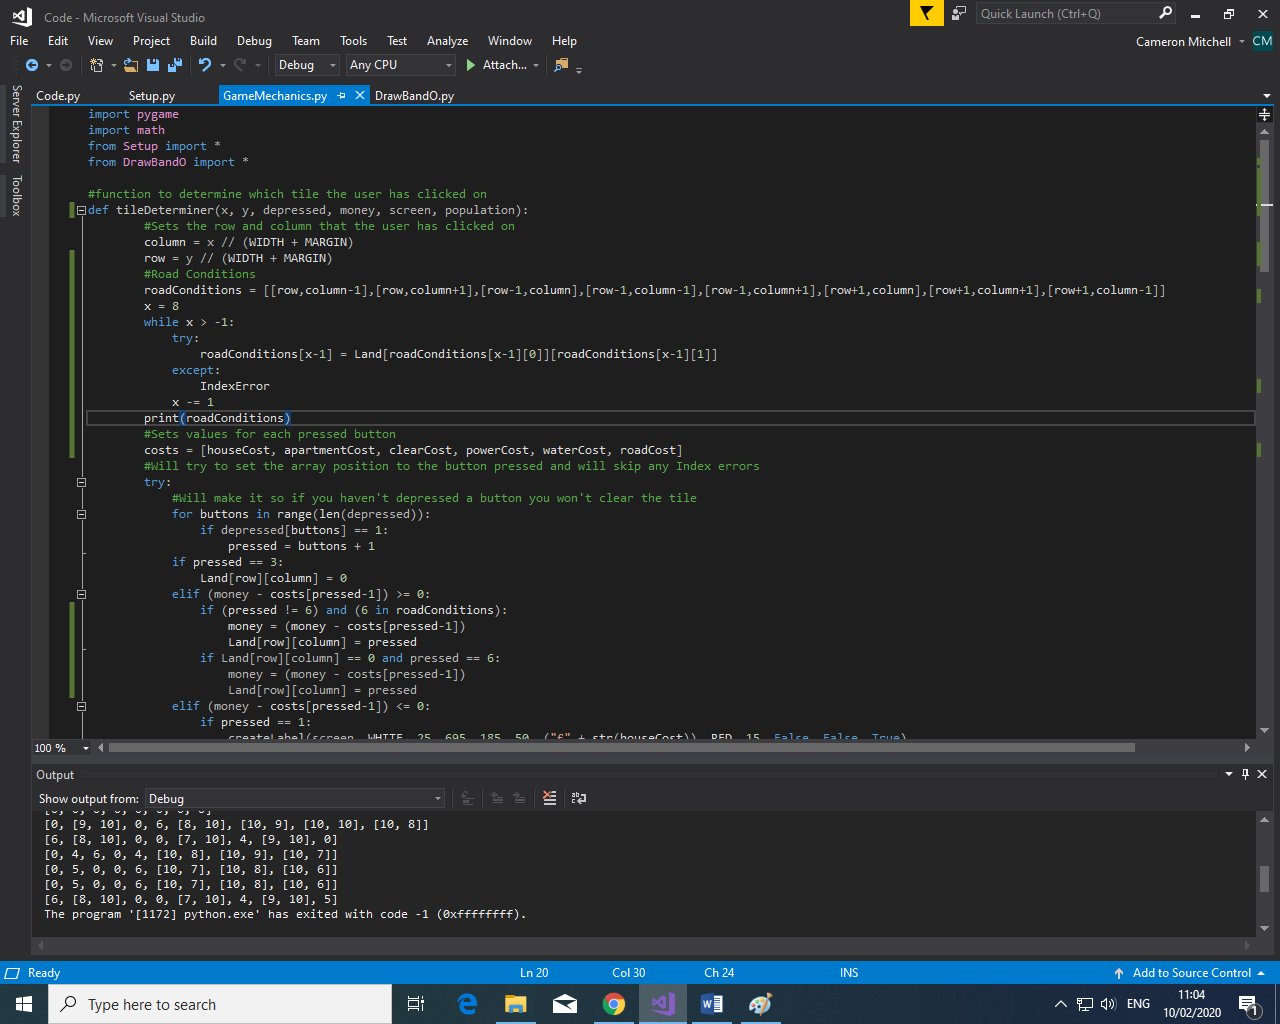 Code - Microsoft Visual Studio
Quick Launch (Ctrl+Q)
File Edit View Project Build Debug Team Tools Test Analyze Window Help
Cameron Mitchell CM
Debug Any CPU Attach...
Server Explorer
Toolbox
Code.py Setup.py GameMechanics.py DrawBandO.py
import pygame
import math
from Setup import *
from DrawBandO import *
#function to determine which tile the user has clicked on
def tileDeterminer(x, y, depressed, money, screen, population):
#Sets the row and column that the user has clicked on
column = x // (WIDTH + MARGIN)
row = y // (WIDTH + MARGIN)
#Road Conditions
roadConditions = [[row,column-1],[row,column+1],[row-1,column],[row-1,column-1],[row-1,column+1],[row+1,column],[row+1,column+1],[row+1,column-1]]
x = 8
while x > -1:
try:
roadConditions[x-1] = Land[roadConditions[x-1][0]][roadConditions[x-1][1]]
except:
IndexError
x -= 1
print(roadConditions)
#Sets values for each pressed button
costs = [houseCost, apartmentCost, clearCost, powerCost, waterCost, roadCost]
#Will try to set the array position to the button pressed and will skip any Index errors
try:
#Will make it so if you haven't depressed a button you won't clear the tile
for buttons in range(len(depressed)):
if depressed[buttons] == 1:
pressed = buttons + 1
if pressed == 3:
Land[row][column] = 0
elif (money - costs[pressed-1]) >= 0:
if (pressed != 6) and (6 in roadConditions):
money = (money - costs[pressed-1])
Land[row][column] = pressed
if Land[row][column] == 0 and pressed == 6:
money = (money - costs[pressed-1])
Land[row][column] = pressed
elif (money - costs[pressed-1]) <= 0:
if pressed == 1:
createLabel(screen, WHITE, 25, 695, 185, 50, ("£" + str(houseCost)), RED, 15, False, False, True)
100 %
Output
Show output from: Debug
[0, [9, 10], 0, 6, [8, 10], [10, 9], [10, 10], [10, 8]]
[6, [8, 10], 0, 0, [7, 10], 4, [9, 10], 0]
[0, 4, 6, 0, 4, [10, 8], [10, 9], [10, 7]]
[0, 5, 0, 0, 6, [10, 7], [10, 8], [10, 6]]
[0, 5, 0, 0, 6, [10, 7], [10, 8], [10, 6]]
[6, [8, 10], 0, 0, [7, 10], 4, [9, 10], 5]
The program '[1172] python.exe' has exited with code -1 (0xffffffff).
Ready Ln 20 Col 30 Ch 24 INS Add to Source Control
Type here to search
ENG
11:04
10/02/2020
1